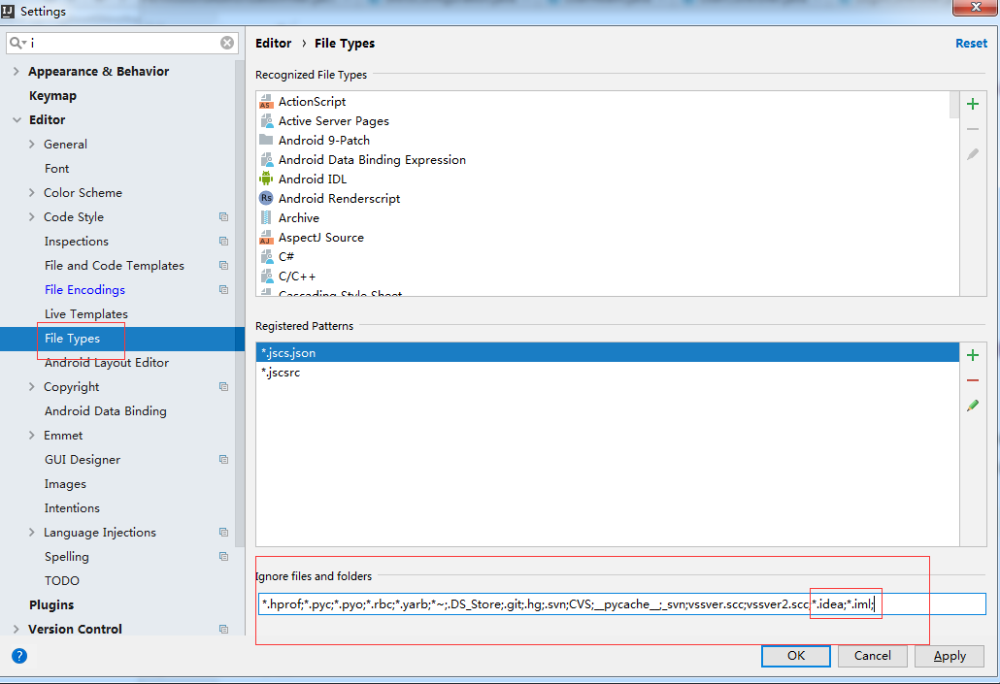 IJ Settings
i
Appearance & Behavior
Keymap
Editor
General
Font
Color Scheme
Code Style
Inspections
File and Code Templates
File Encodings
Live Templates
File Types
Android Layout Editor
Copyright
Android Data Binding
Emmet
GUI Designer
Images
Intentions
Language Injections
Spelling
TODO
Plugins
Version Control
?
Editor › File Types
Reset
Recognized File Types
AS ActionScript
Active Server Pages
Android 9-Patch
Android Data Binding Expression
Android IDL
Rs Android Renderscript
Archive
AJ AspectJ Source
C#
C/C++
Cascading Style Sheet
Registered Patterns
*.jscs.json
*.jscsrc
Ignore files and folders
*.hprof;*.pyc;*.pyo;*.rbc;*.yarb;*~;.DS_Store;.git;.hg;.svn;CVS;__pycache__;_svn;vssver.scc;vssver2.scc;*.idea;*.iml;
OK
Cancel
Apply